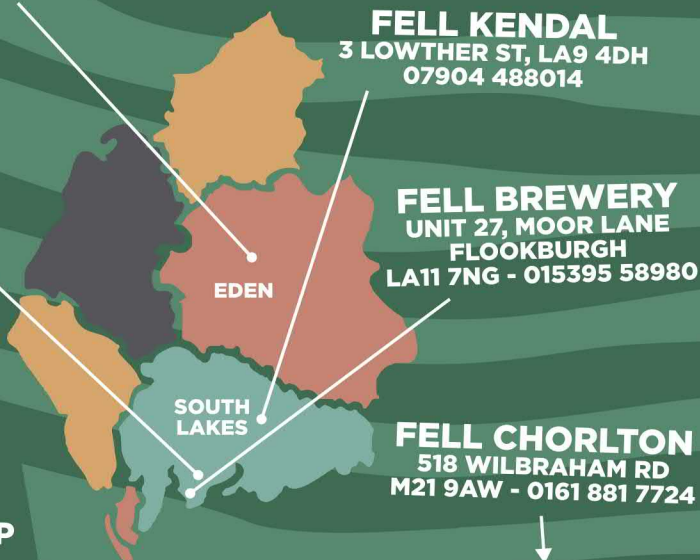 FELL KENDAL
3 LOWTHER ST, LA9 4DH
07904 488014
FELL BREWERY
UNIT 27, MOOR LANE
FLOOKBURGH
LA11 7NG - 015395 58980
EDEN
SOUTH
LAKES
FELL CHORLTON
518 WILBRAHAM RD
M21 9AW - 0161 881 7724
P